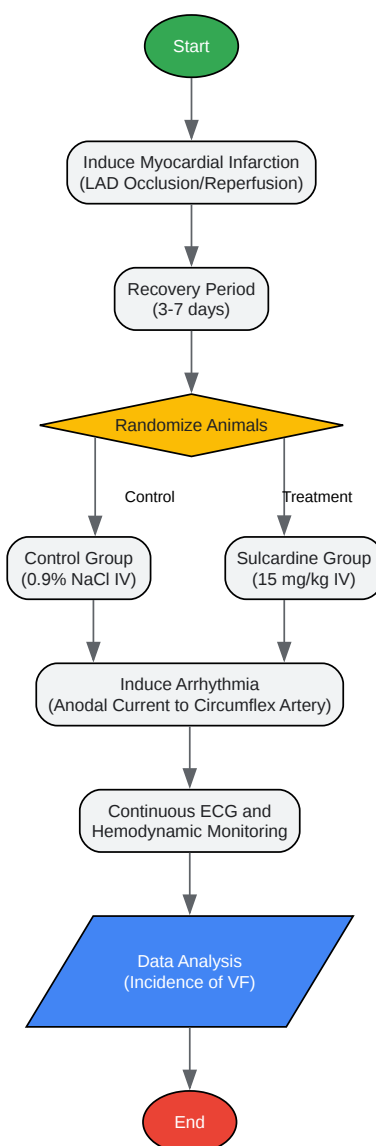 Start
Induce Myocardial Infarction
(LAD Occlusion/Reperfusion)
Recovery Period
(3-7 days)
Randomize Animals
Control
Treatment
Control Group
(0.9% NaCl IV)
Sulcardine Group
(15 mg/kg IV)
Induce Arrhythmia
(Anodal Current to Circumflex Artery)
Continuous ECG and
Hemodynamic Monitoring
Data Analysis
(Incidence of VF)
End